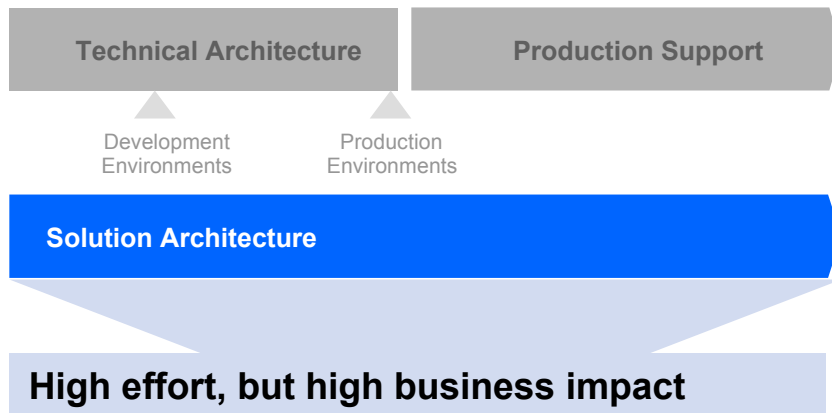 Technical Architecture
Production Support
Development
Environments
Production
Environments
Solution Architecture
High effort, but high business impact